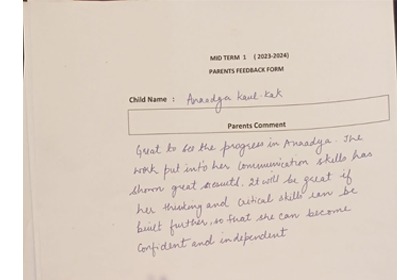 MID TERM 1 (2023-2024)
PARENTS FEEDBACK FORM
Child Name : Anaadya Kaul-Kak
Parents Comment
Great to see the progress in Anaadya. The
work put into her communication skills has
shown great results. It will be great if
her thinking and critical skills can be
built further, so that she can become
confident and independent